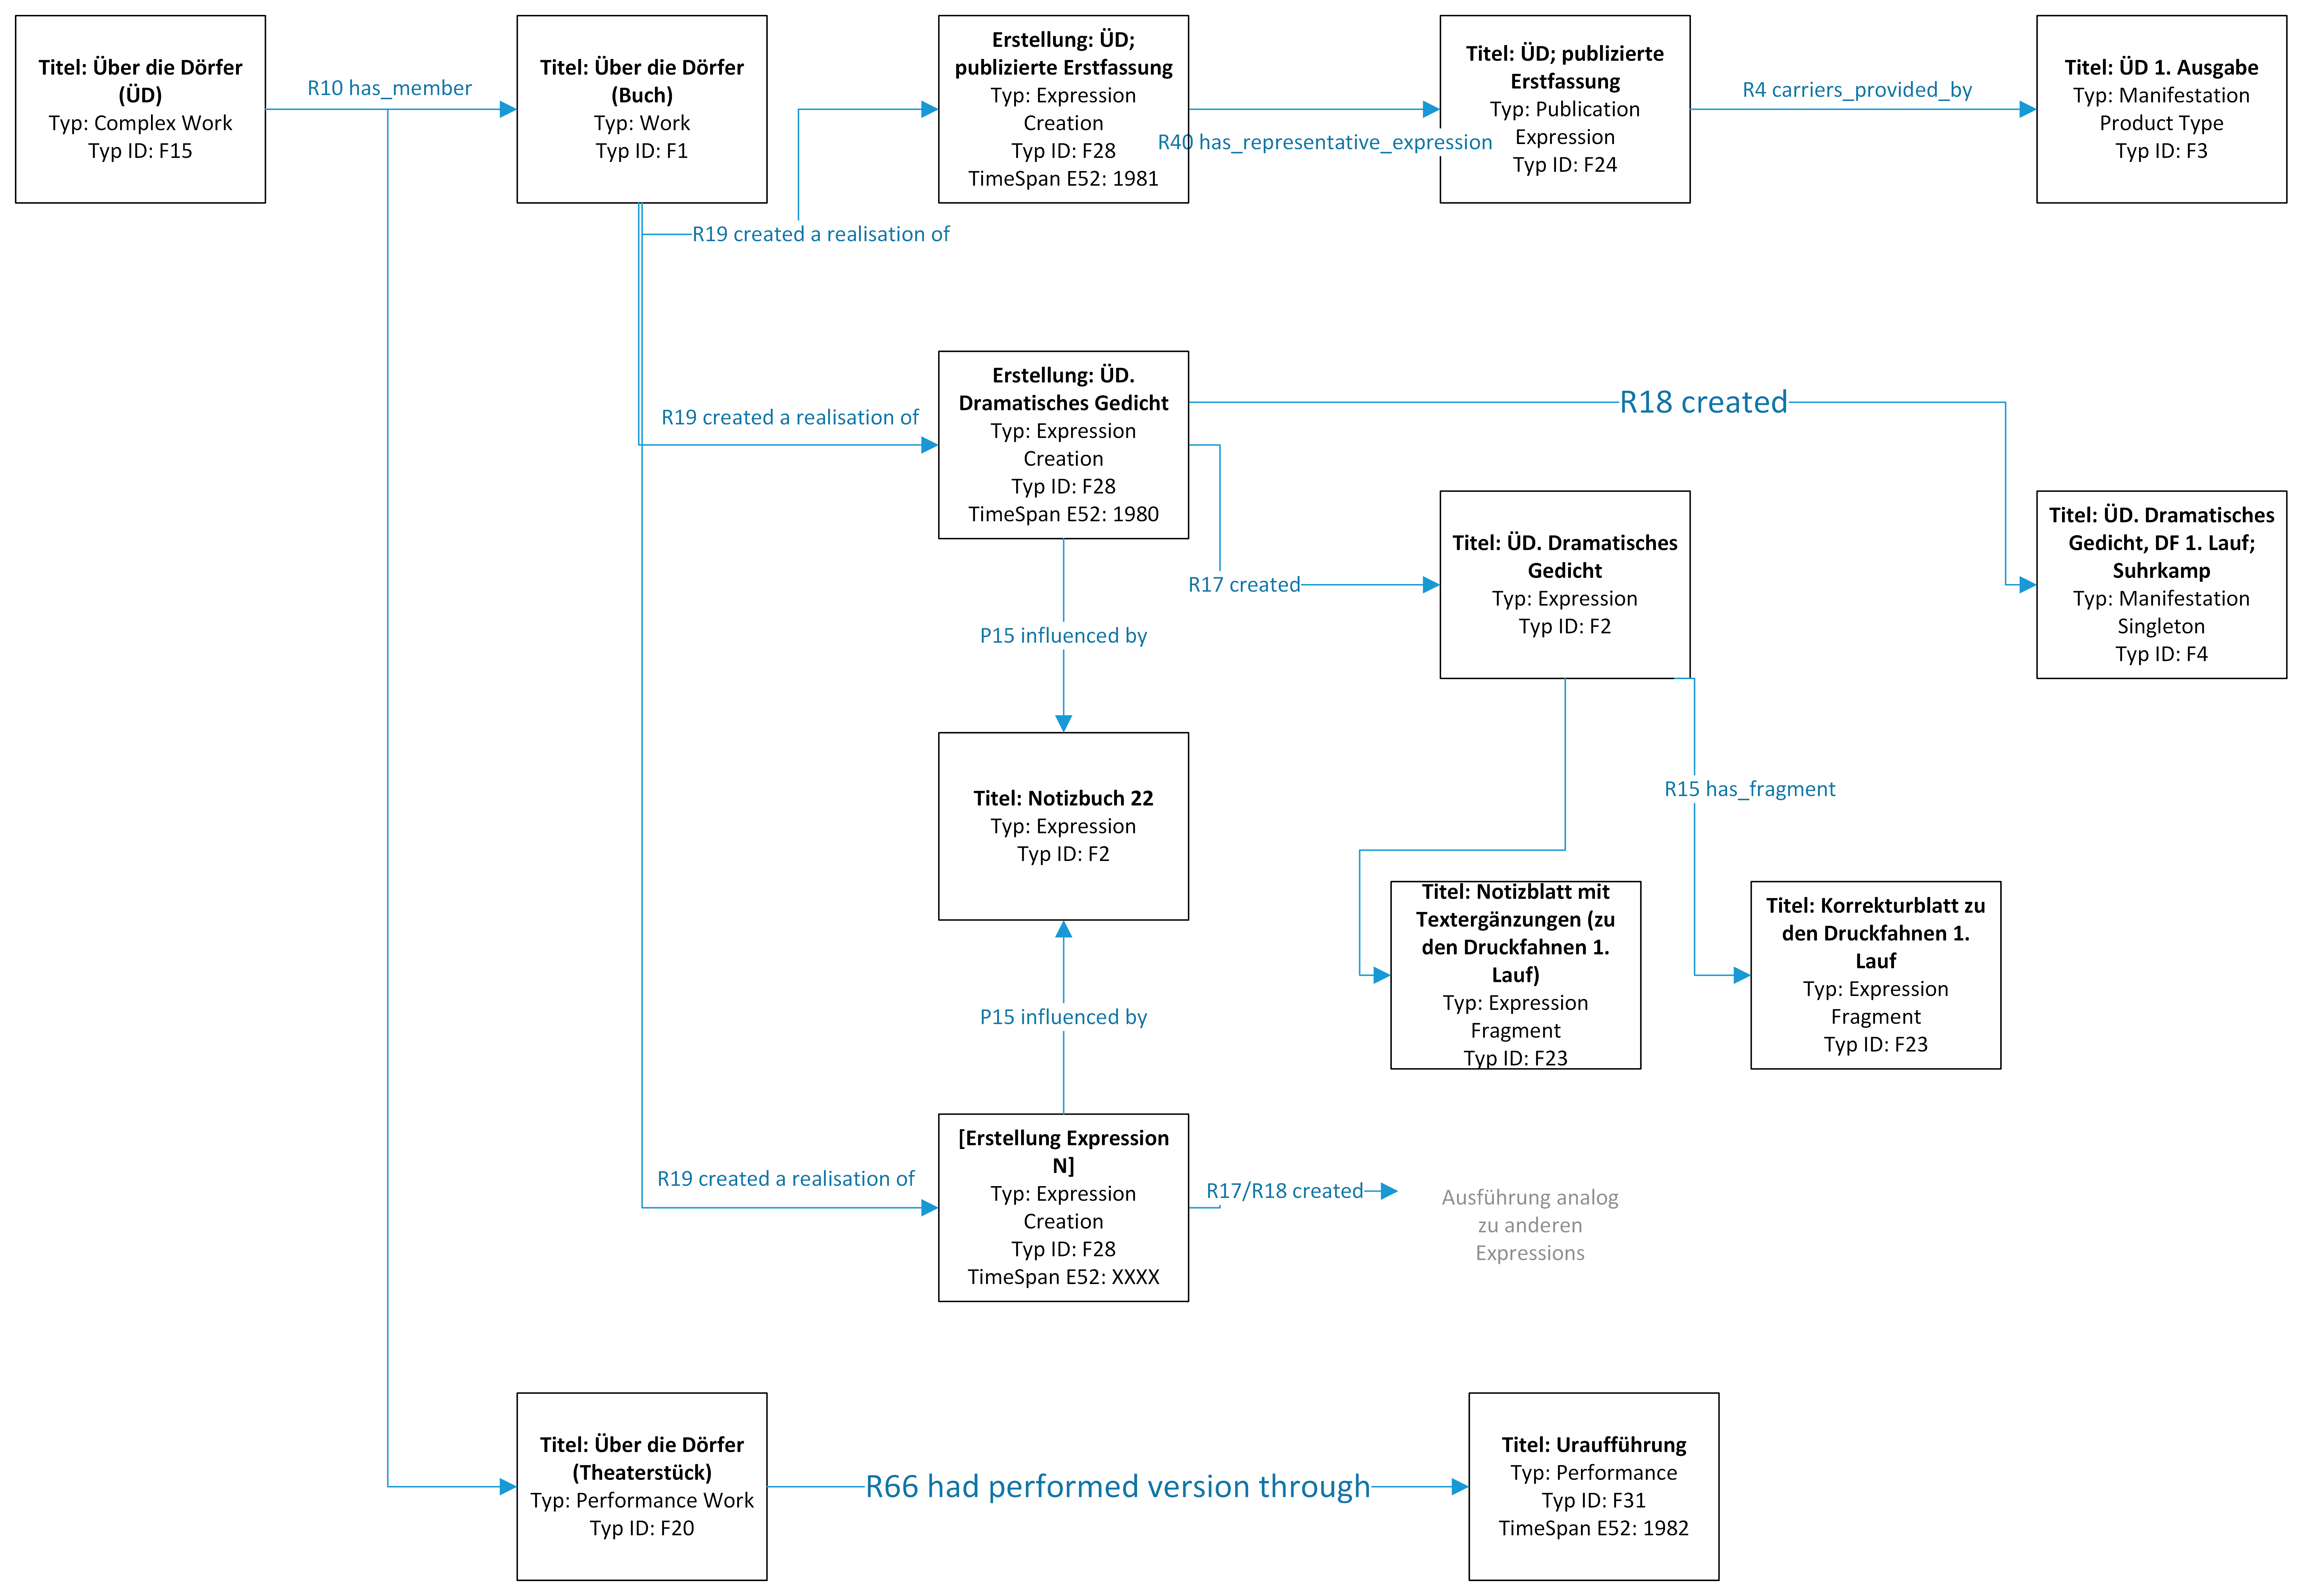 Titel: Über die Dörfer
(ÜD)
Typ: Complex Work
Typ ID: F15
R10 has_member
Titel: Über die Dörfer
(Buch)
Typ: Work
Typ ID: F1
R19 created a realisation of
Erstellung: ÜD;
publizierte Erstfassung
Typ: Expression
Creation
Typ ID: F28
TimeSpan E52: 1981
R40 has_representative_expression
Titel: ÜD; publizierte
Erstfassung
Typ: Publication
Expression
Typ ID: F24
R4 carriers_provided_by
Titel: ÜD 1. Ausgabe
Typ: Manifestation
Product Type
Typ ID: F3
R19 created a realisation of
Erstellung: ÜD.
Dramatisches Gedicht
Typ: Expression
Creation
Typ ID: F28
TimeSpan E52: 1980
R18 created
R17 created
Titel: ÜD. Dramatisches
Gedicht
Typ: Expression
Typ ID: F2
Titel: ÜD. Dramatisches
Gedicht, DF 1. Lauf;
Suhrkamp
Typ: Manifestation
Singleton
Typ ID: F4
P15 influenced by
Titel: Notizbuch 22
Typ: Expression
Typ ID: F2
R15 has_fragment
Titel: Notizblatt mit
Textergänzungen (zu
den Druckfahnen 1.
Lauf)
Typ: Expression
Fragment
Typ ID: F23
Titel: Korrekturblatt zu
den Druckfahnen 1.
Lauf
Typ: Expression
Fragment
Typ ID: F23
P15 influenced by
R19 created a realisation of
[Erstellung Expression
N]
Typ: Expression
Creation
Typ ID: F28
TimeSpan E52: XXXX
R17/R18 created
Ausführung analog
zu anderen
Expressions
Titel: Über die Dörfer
(Theaterstück)
Typ: Performance Work
Typ ID: F20
R66 had performed version through
Titel: Uraufführung
Typ: Performance
Typ ID: F31
TimeSpan E52: 1982